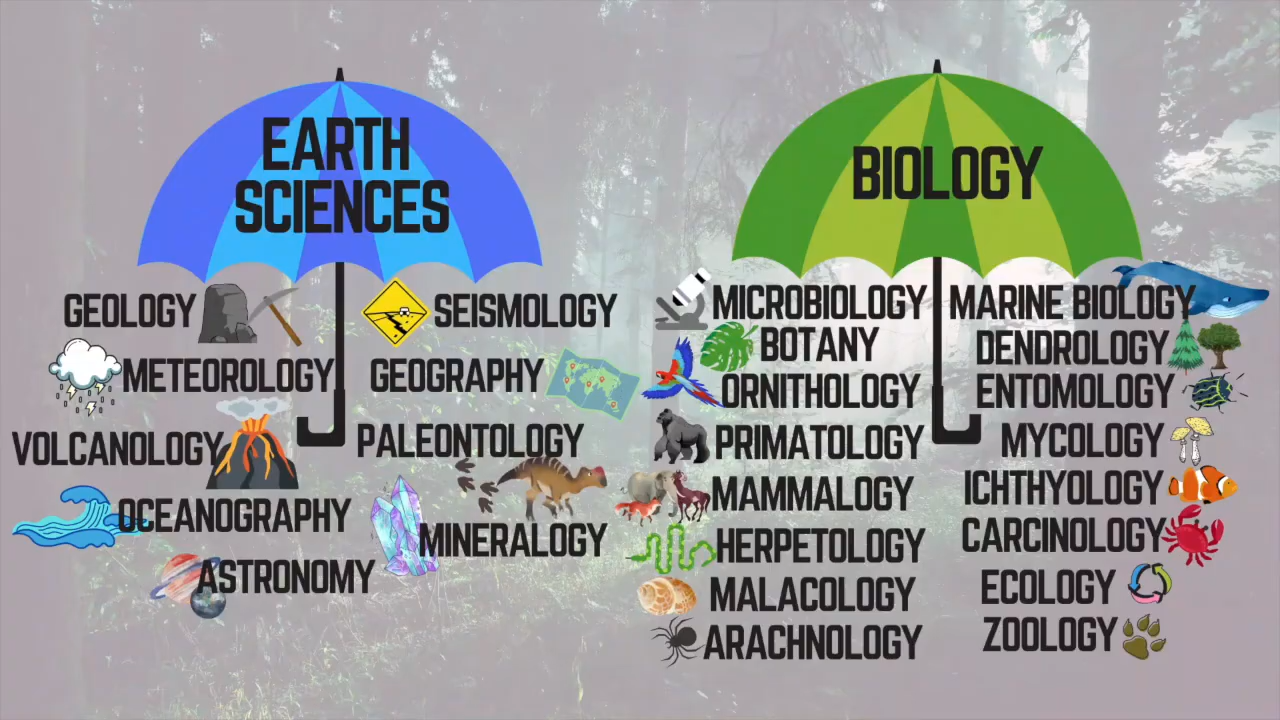 EARTH
SCIENCES
GEOLOGY
SEISMOLOGY
METEOROLOGY
GEOGRAPHY
VOLCANOLOGY
PALEONTOLOGY
OCEANOGRAPHY
MINERALOGY
ASTRONOMY
BIOLOGY
MICROBIOLOGY
MARINE BIOLOGY
BOTANY
DENDROLOGY
ORNITHOLOGY
ENTOMOLOGY
PRIMATOLOGY
MYCOLOGY
MAMMALOGY
ICHTHYOLOGY
HERPETOLOGY
CARCINOLOGY
MALACOLOGY
ECOLOGY
ARACHNOLOGY
ZOOLOGY